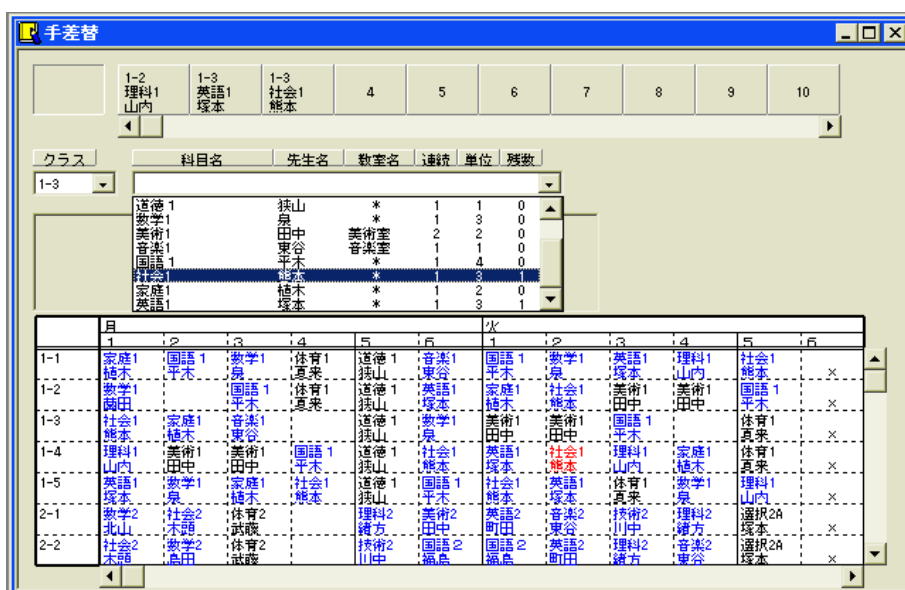 手差替
1-2 1-3 1-3
理科1 英語1 社会1 4 5 6 7 8 9 10
山内 塚本 熊本
クラス 科目名 先生名 教室名 連続 単位 残数
1-3
道徳 1 狭山 * 1 1 0
数学1 泉 * 1 3 0
美術1 田中 美術室 2 2 0
音楽1 東谷 音楽室 1 1 0
国語 1 平木 * 1 4 0
社会1 熊本 * 1 3 1
家庭1 植木 * 1 2 0
英語1 塚本 * 1 3 1
月 火
1 2 3 4 5 6 1 2 3 4 5 6
1-1 家庭1 国語 1 数学1 体育1 道徳 1 音楽1 国語 1 数学1 英語1 理科1 社会1
植木 平木 泉 真来 狭山 東谷 平木 泉 塚本 山内 熊本 ×
1-2 数学1 国語 1 体育1 道徳 1 英語1 家庭1 社会1 美術1 美術1 国語 1
薗田 平木 真来 狭山 塚本 植木 熊本 田中 田中 平木 ×
1-3 社会1 家庭1 音楽1 道徳 1 数学1 美術1 美術1 国語 1 体育1
熊本 植木 東谷 狭山 泉 田中 田中 平木 真来 ×
1-4 理科1 美術1 美術1 国語 1 道徳 1 社会1 英語1 社会1 理科1 家庭1 体育1
山内 田中 田中 平木 狭山 熊本 塚本 熊本 山内 植木 真来 ×
1-5 英語1 数学1 家庭1 社会1 道徳 1 国語 1 社会1 英語1 体育1 数学1 理科1
塚本 泉 植木 熊本 狭山 平木 熊本 塚本 真来 泉 山内 ×
2-1 数学2 社会2 体育2 理科2 美術2 英語2 音楽2 技術2 理科2 選択2A
北山 木頭 武藤 緒方 田中 町田 東谷 川中 緒方 塚本 ×
2-2 社会2 数学2 体育2 技術2 国語 2 国語 2 英語2 理科2 音楽2 選択2A
木頭 島田 武藤 川中 福島 福島 町田 緒方 東谷 塚本 ×